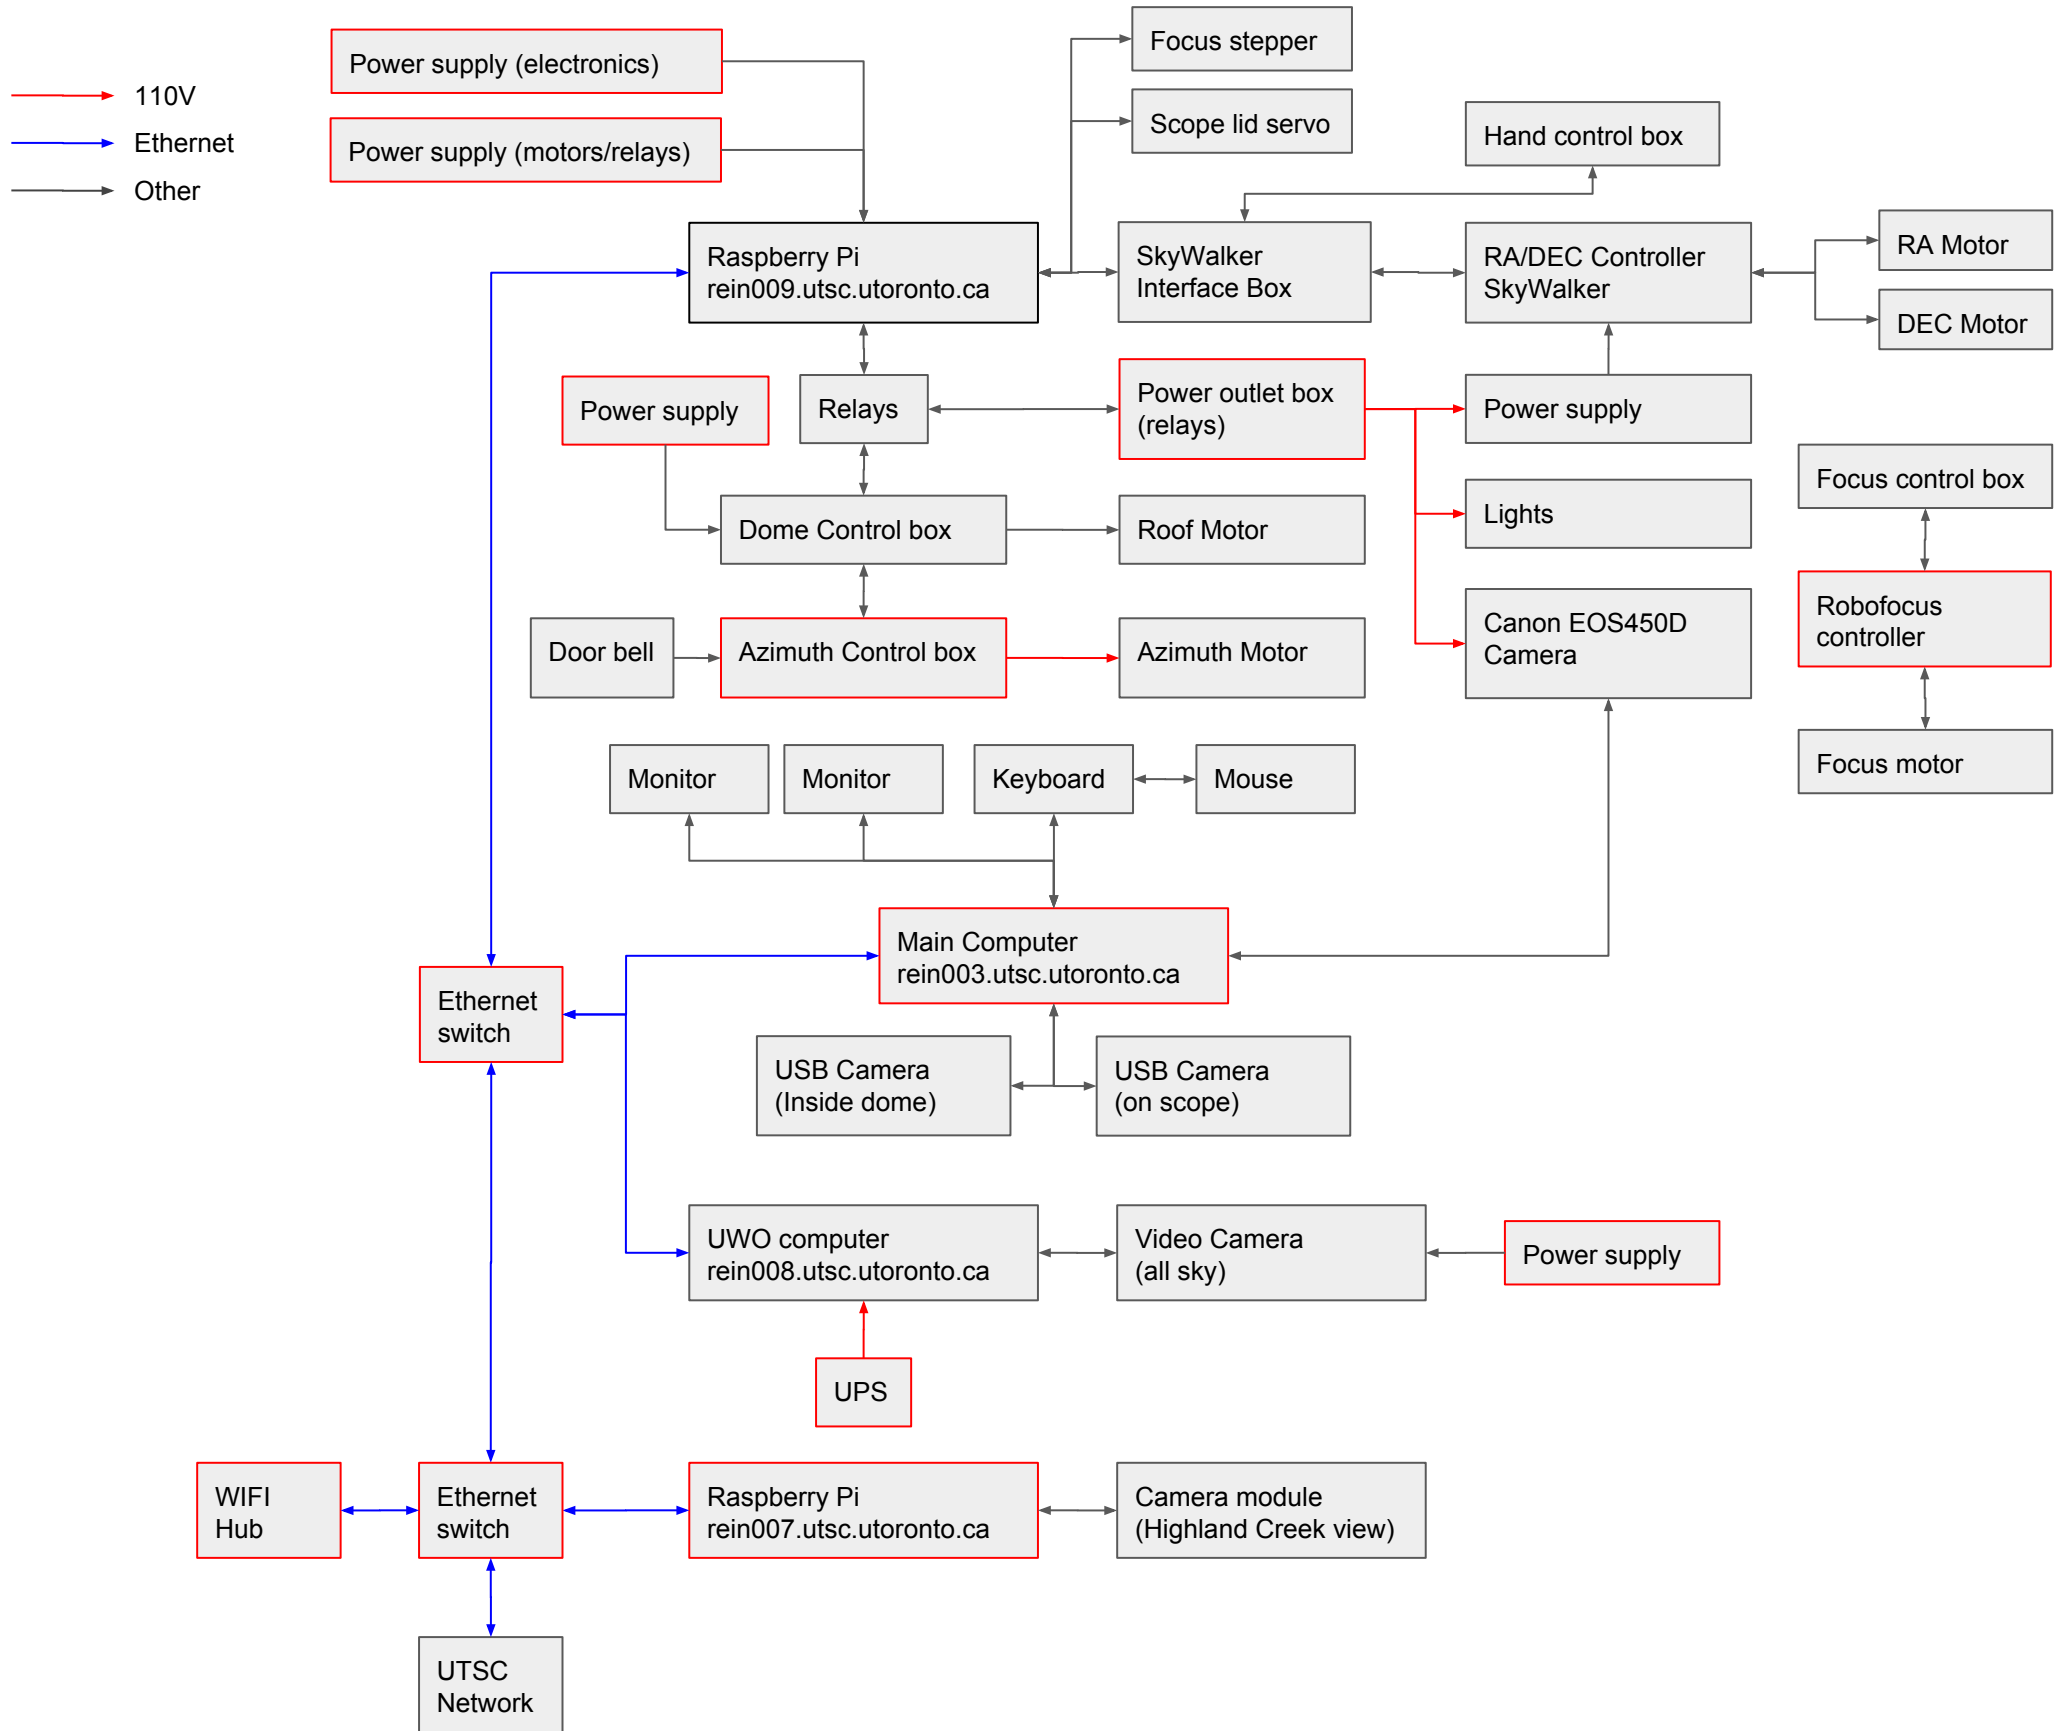 110V
Ethernet
Other
Power supply (electronics)
Power supply (motors/relays)
Focus stepper
Scope lid servo
Hand control box
Raspberry Pi
rein009.utsc.utoronto.ca
SkyWalker
Interface Box
RA/DEC Controller
SkyWalker
RA Motor
DEC Motor
Power supply
Relays
Power outlet box
(relays)
Power supply
Focus control box
Dome Control box
Roof Motor
Lights
Robofocus
controller
Door bell
Azimuth Control box
Azimuth Motor
Canon EOS450D
Camera
Focus motor
Monitor
Monitor
Keyboard
Mouse
Main Computer
rein003.utsc.utoronto.ca
Ethernet
switch
USB Camera
(Inside dome)
USB Camera
(on scope)
UWO computer
rein008.utsc.utoronto.ca
Video Camera
(all sky)
Power supply
UPS
WIFI
Hub
Ethernet
switch
Raspberry Pi
rein007.utsc.utoronto.ca
Camera module
(Highland Creek view)
UTSC
Network